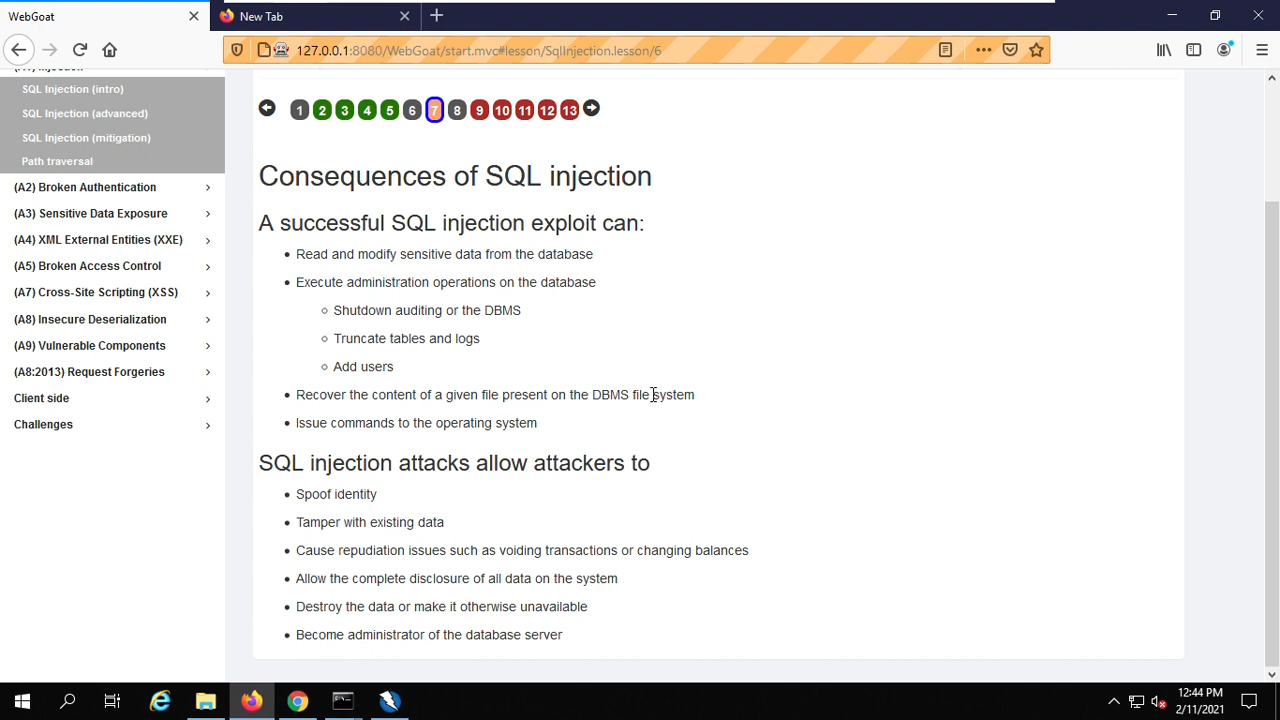 WebGoat
New Tab
127.0.0.1:8080/WebGoat/start.mvc#lesson/SqlInjection.lesson/6
(A1) Injection
SQL Injection (intro)
SQL Injection (advanced)
SQL Injection (mitigation)
Path traversal
(A2) Broken Authentication
(A3) Sensitive Data Exposure
(A4) XML External Entities (XXE)
(A5) Broken Access Control
(A7) Cross-Site Scripting (XSS)
(A8) Insecure Deserialization
(A9) Vulnerable Components
(A8:2013) Request Forgeries
Client side
Challenges
1 2 3 4 5 6 7 8 9 10 11 12 13
Consequences of SQL injection
A successful SQL injection exploit can:
Read and modify sensitive data from the database
Execute administration operations on the database
Shutdown auditing or the DBMS
Truncate tables and logs
Add users
Recover the content of a given file present on the DBMS file system
Issue commands to the operating system
SQL injection attacks allow attackers to
Spoof identity
Tamper with existing data
Cause repudiation issues such as voiding transactions or changing balances
Allow the complete disclosure of all data on the system
Destroy the data or make it otherwise unavailable
Become administrator of the database server
12:44 PM
2/11/2021